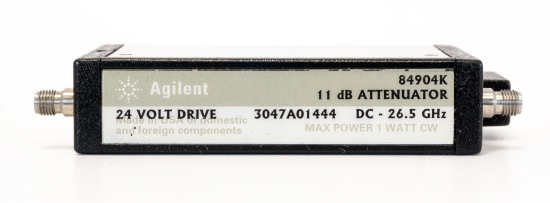 Agilent
84904K
11 dB ATTENUATOR
24 VOLT DRIVE 3047A01444 DC - 26.5 GHz
Made in USA of domestic
and foreign components
MAX POWER 1 WATT CW